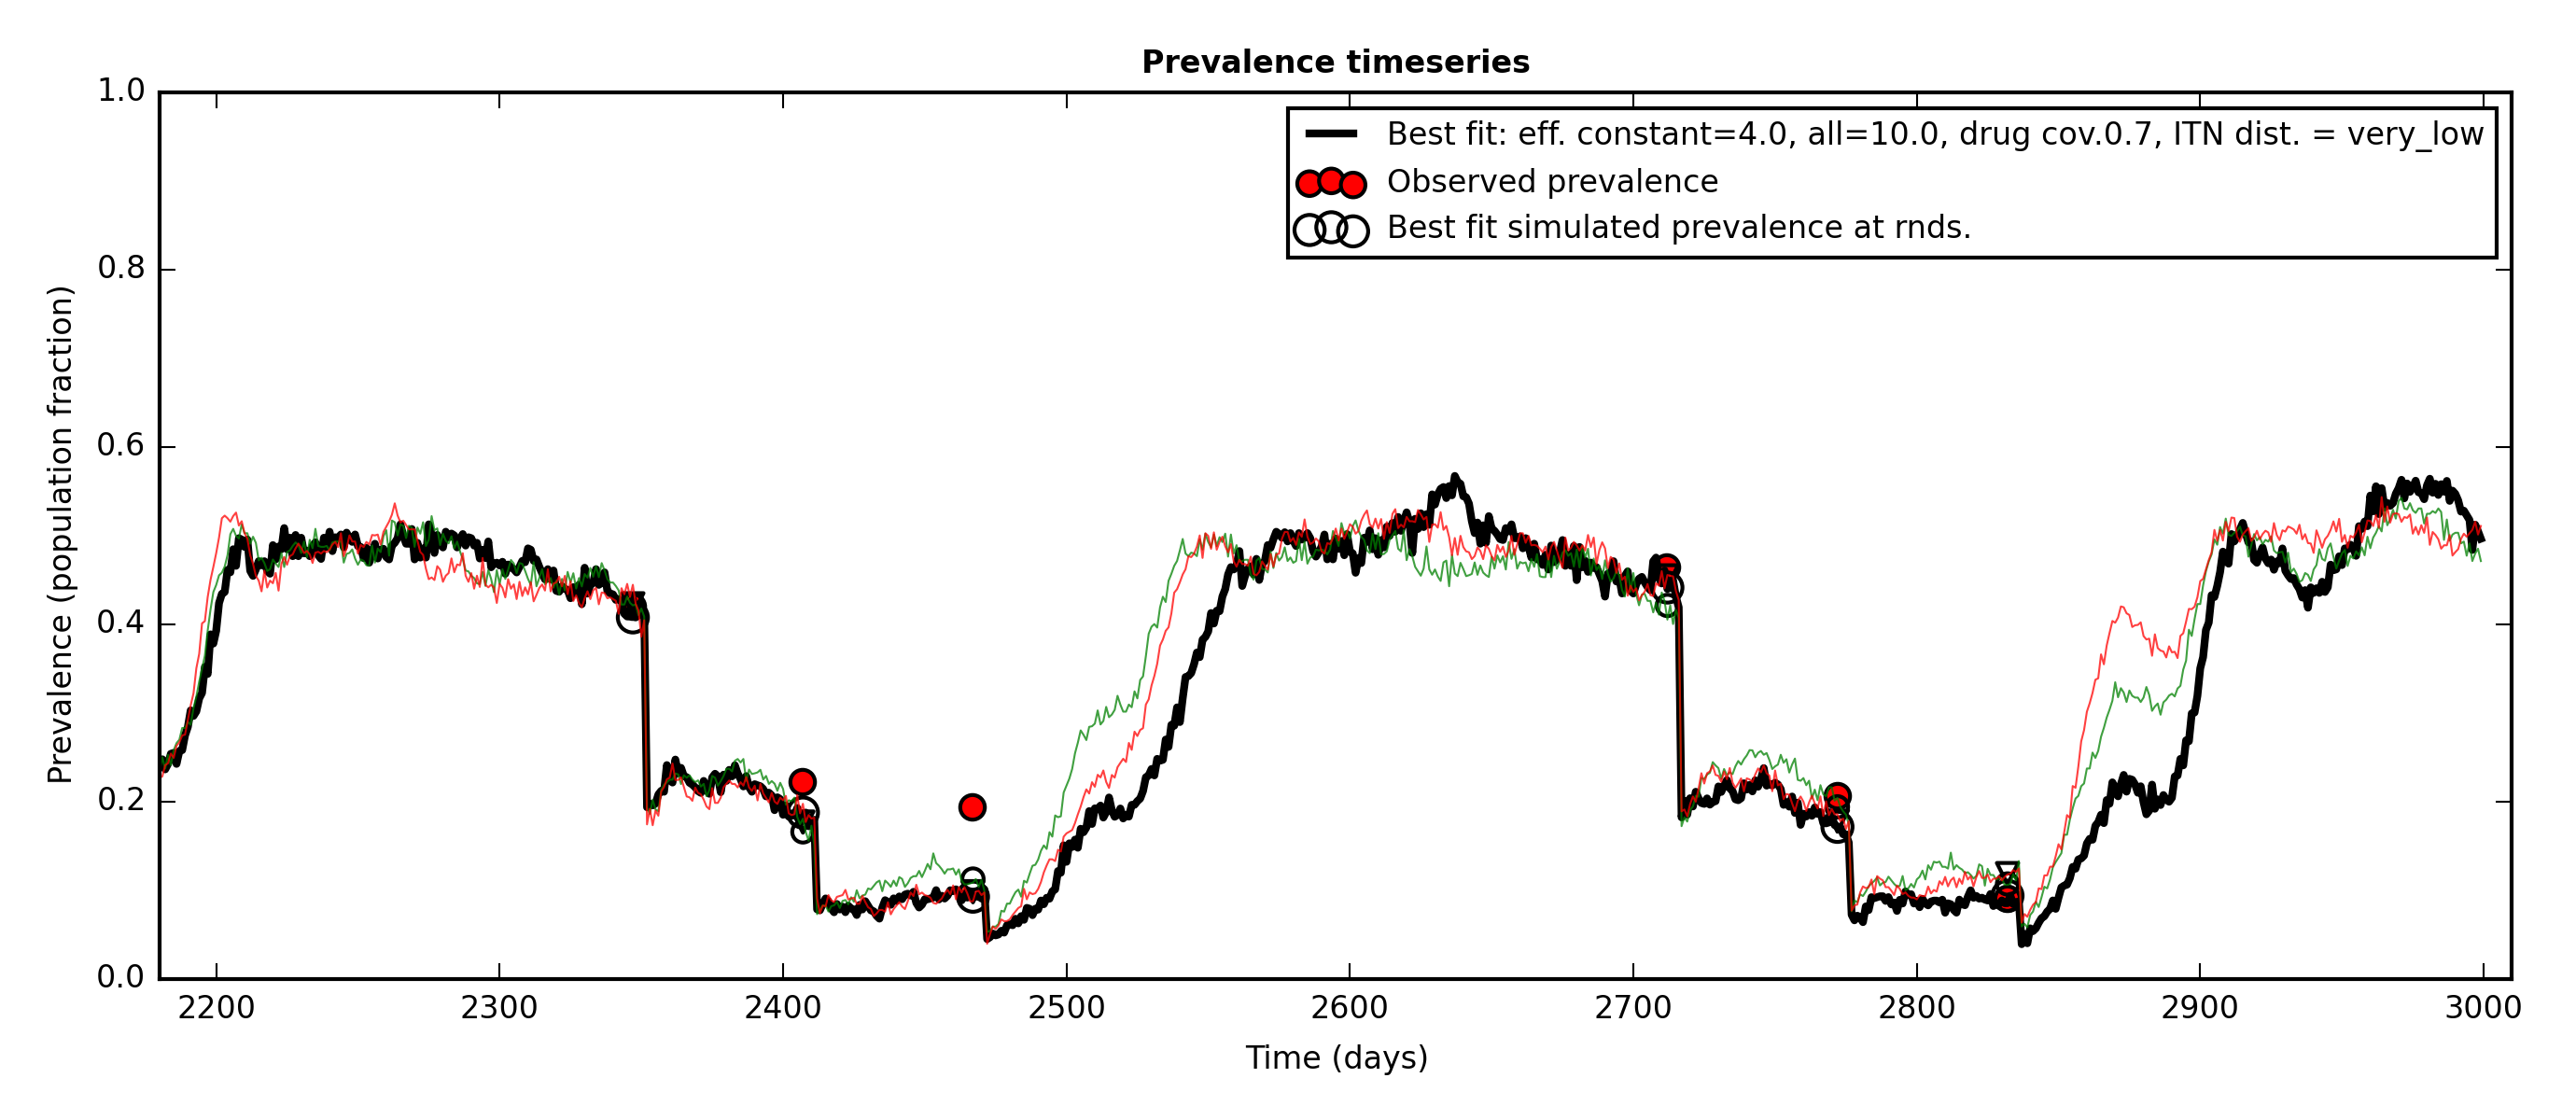 Prevalence timeseries
Best fit: eff. constant=4.0, all=10.0, drug cov.0.7, ITN dist. = very_low
Observed prevalence
Best fit simulated prevalence at rnds.
Prevalence (population fraction)
1.0
0.8
0.6
0.4
0.2
0.0
2200 2300 2400 2500 2600 2700 2800 2900 3000
Time (days)